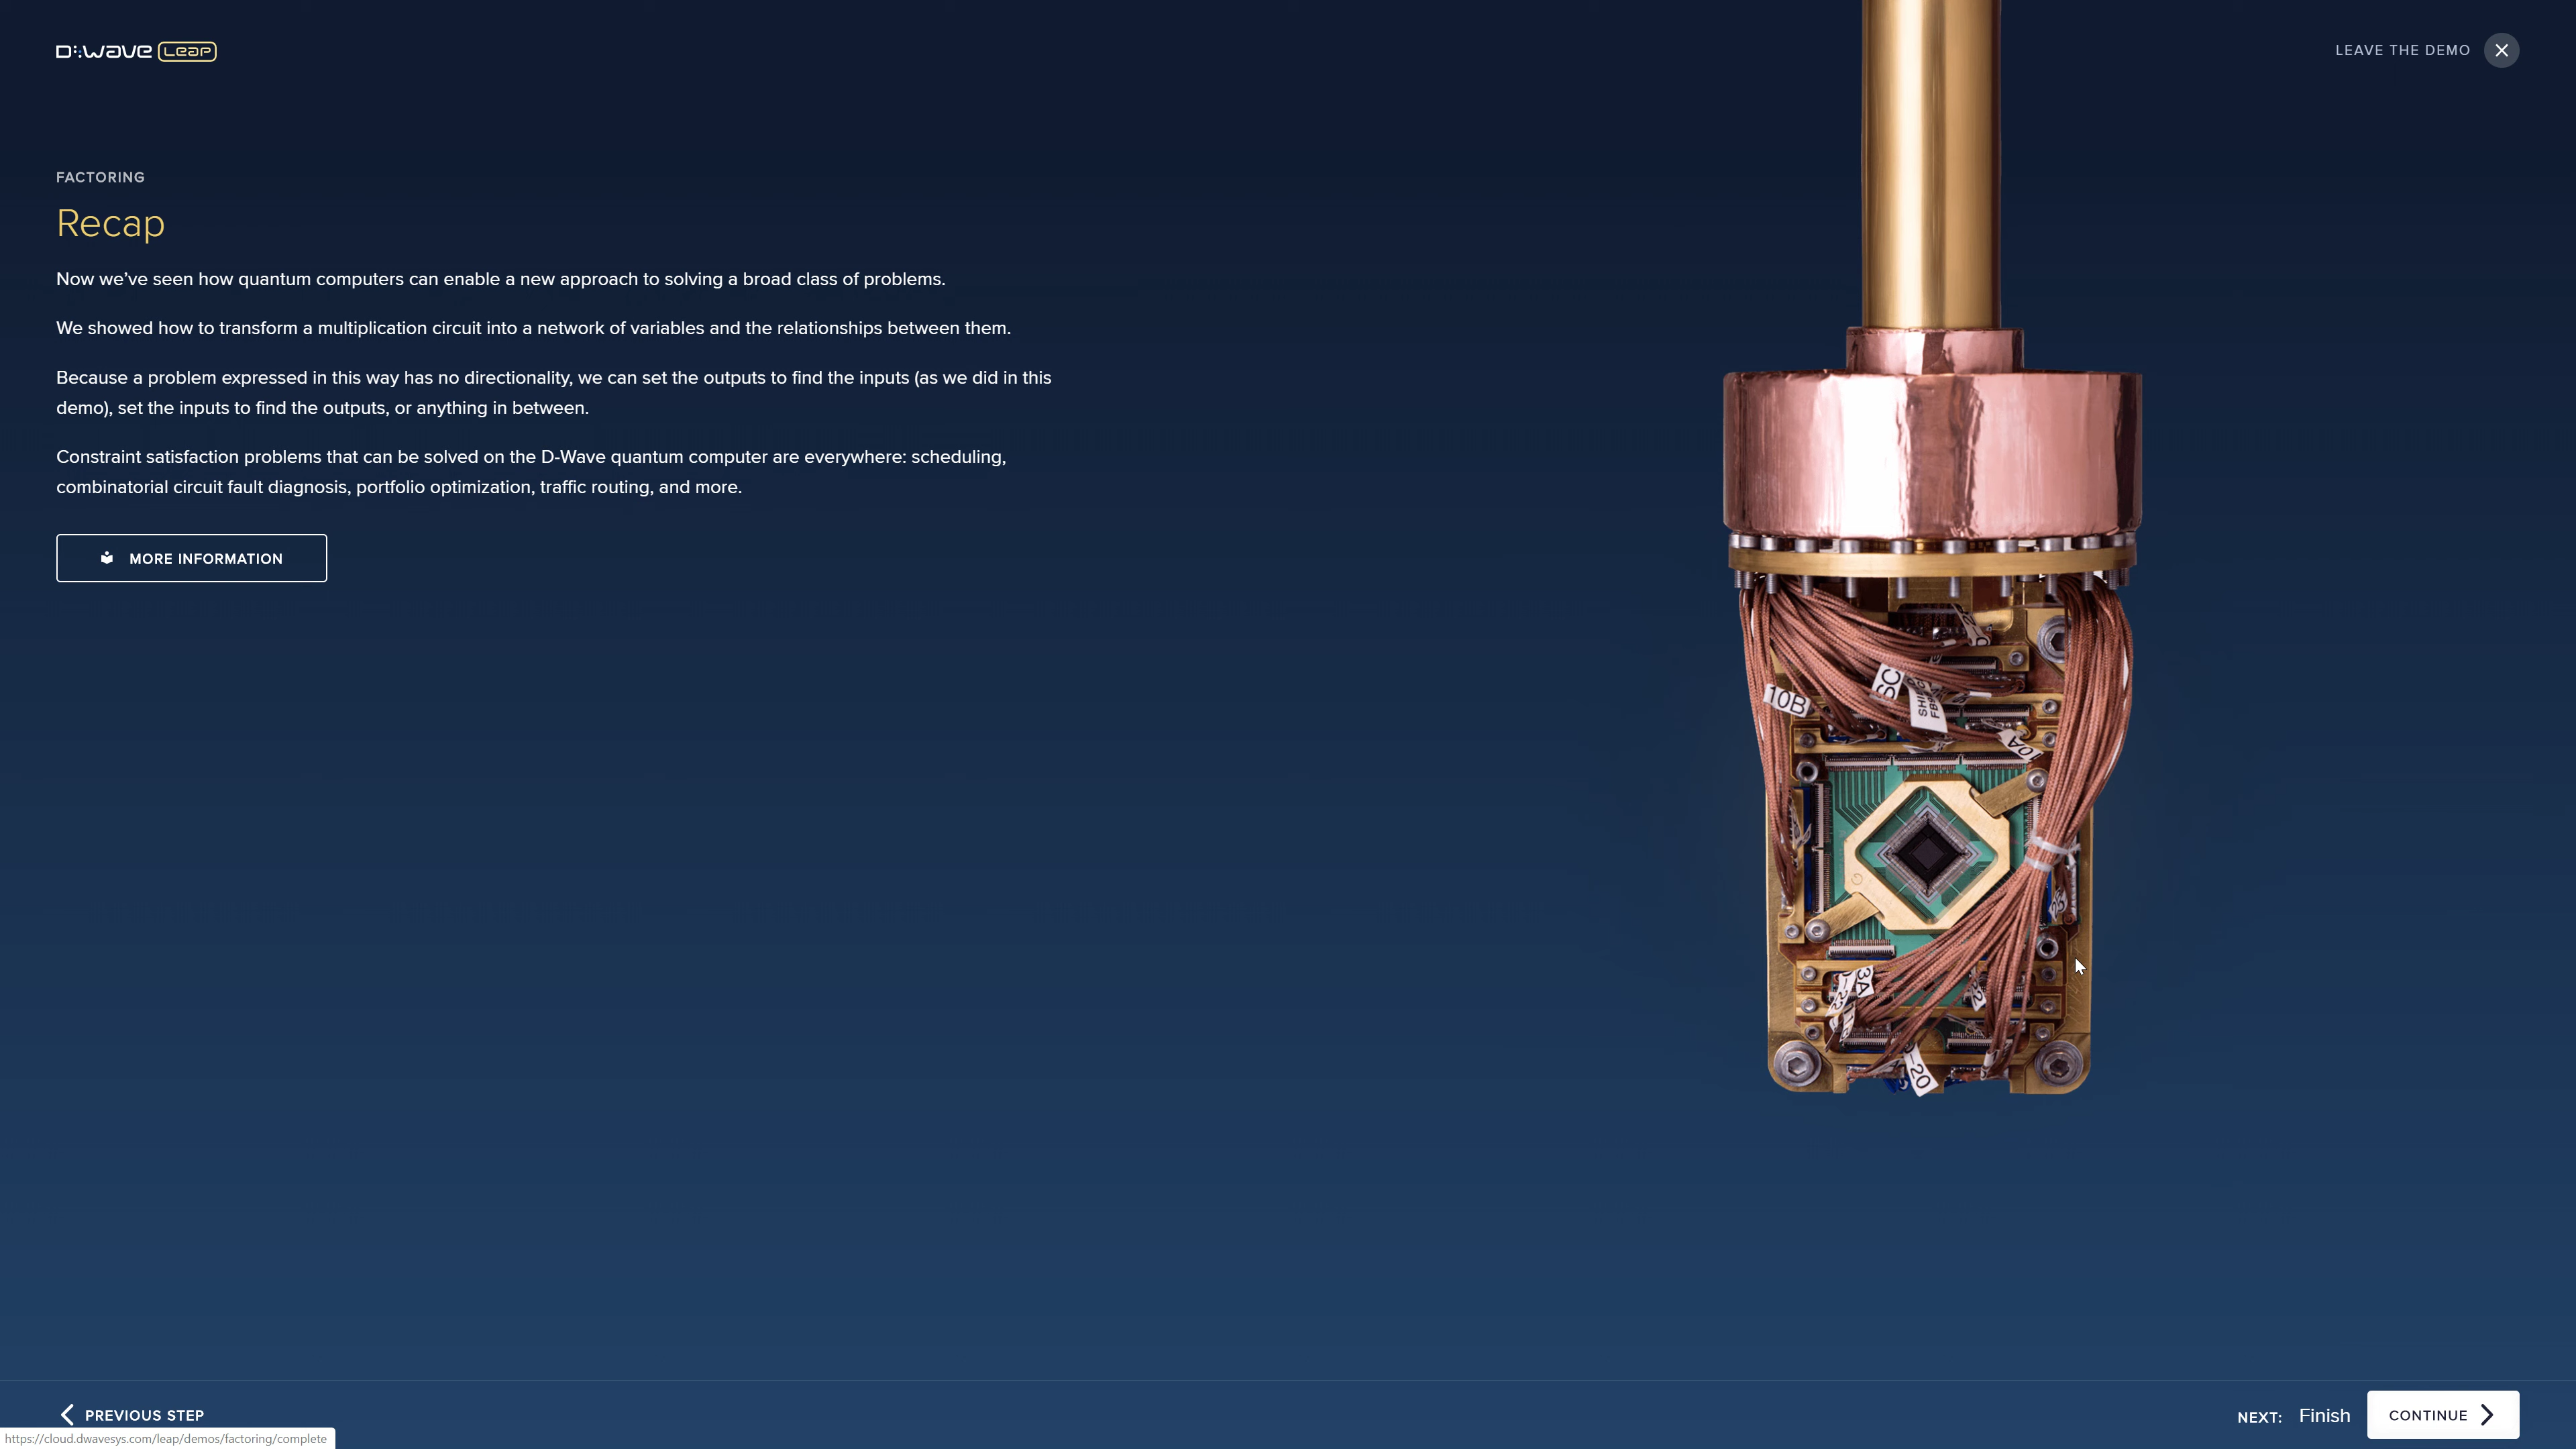 D:Wave Leap
LEAVE THE DEMO
FACTORING
Recap
Now we’ve seen how quantum computers can enable a new approach to solving a broad class of problems.
We showed how to transform a multiplication circuit into a network of variables and the relationships between them.
Because a problem expressed in this way has no directionality, we can set the outputs to find the inputs (as we did in this
demo), set the inputs to find the outputs, or anything in between.
Constraint satisfaction problems that can be solved on the D-Wave quantum computer are everywhere: scheduling,
combinatorial circuit fault diagnosis, portfolio optimization, traffic routing, and more.
MORE INFORMATION
10B
SC
10A
3A
20
PREVIOUS STEP
NEXT: Finish
CONTINUE
https://cloud.dwavesys.com/leap/demos/factoring/complete